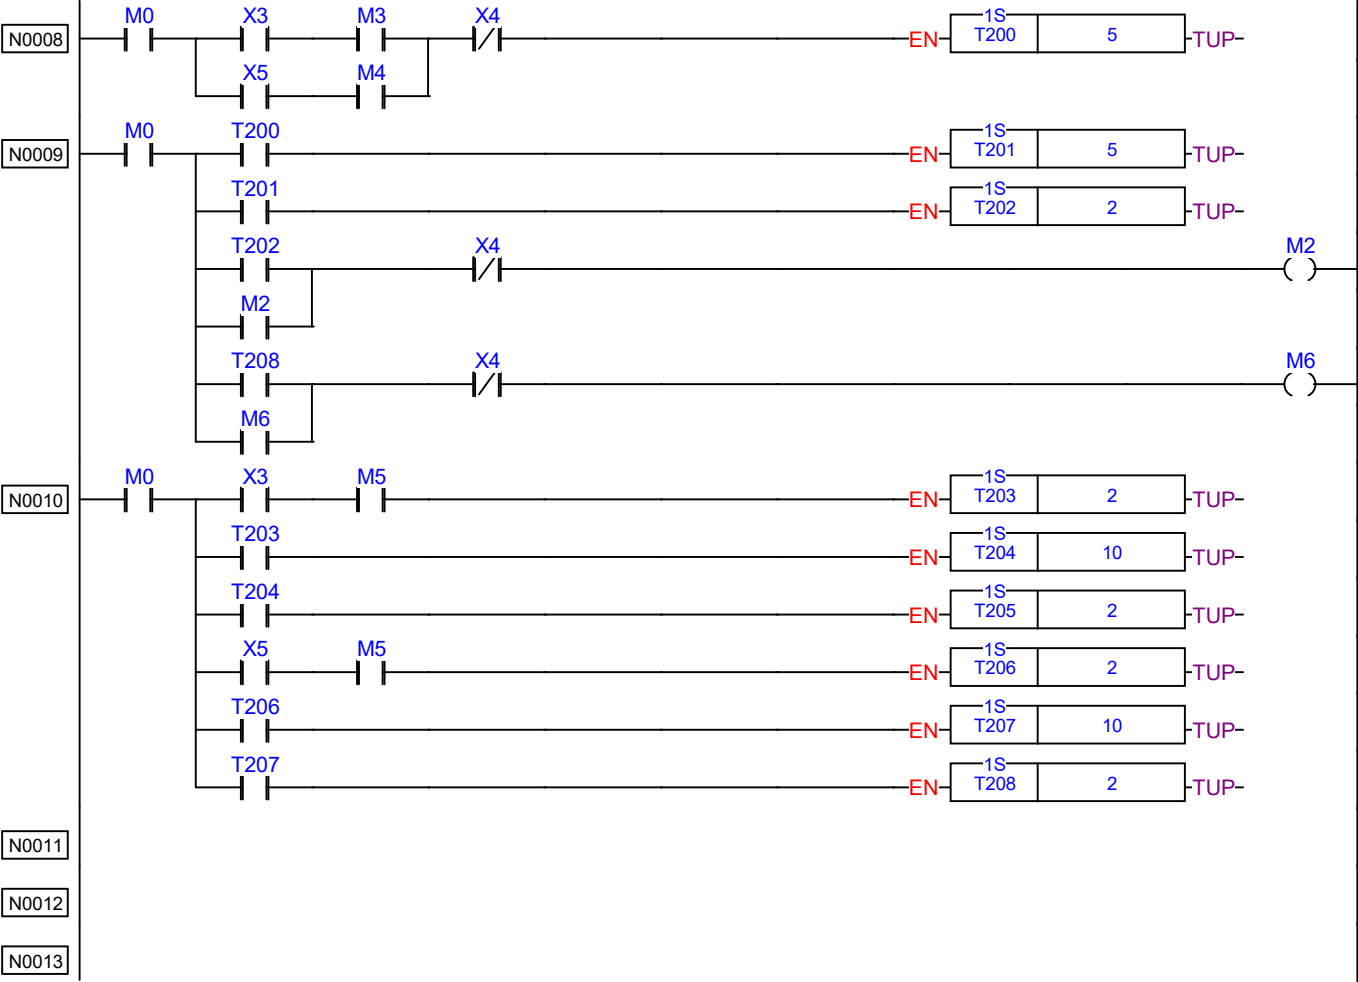 M0 X3 M3 X4 1S
N0008 EN T200 5 TUP
X5 M4
M0 T200 1S
N0009 EN T201 5 TUP
T201 1S
EN T202 2 TUP
T202 X4 M2
M2
T208 X4 M6
M6
M0 X3 M5 1S
N0010 EN T203 2 TUP
T203 1S
EN T204 10 TUP
T204 1S
EN T205 2 TUP
X5 M5 1S
EN T206 2 TUP
T206 1S
EN T207 10 TUP
T207 1S
EN T208 2 TUP
N0011
N0012
N0013